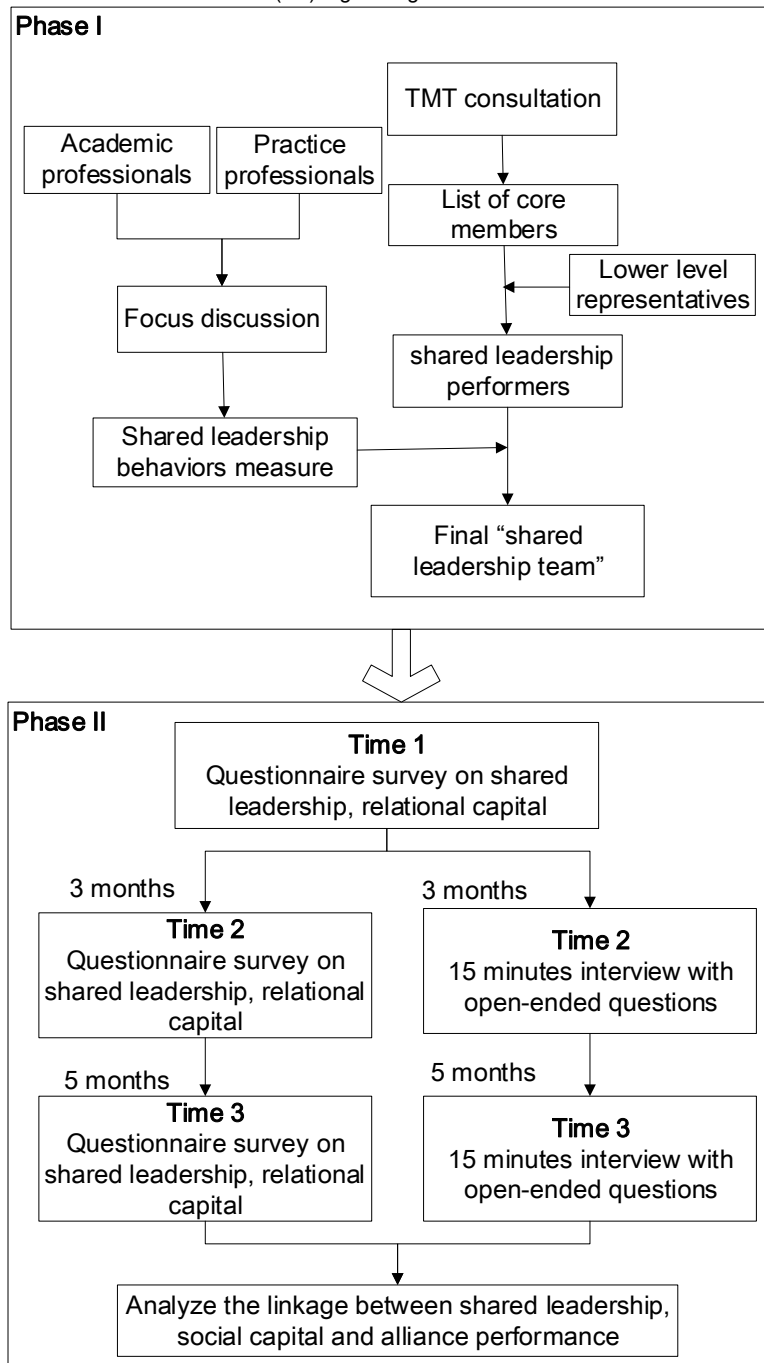 Phase I
TMT consultation
Academic
professionals
Practice
professionals
List of core
members
Lower level
representatives
Focus discussion
shared leadership
performers
Shared leadership
behaviors measure
Final “shared
leadership team”
Phase II
Time 1
Questionnaire survey on shared
leadership, relational capital
3 months
3 months
Time 2
Questionnaire survey on
shared leadership, relational
capital
Time 2
15 minutes interview with
open-ended questions
5 months
5 months
Time 3
Questionnaire survey on
shared leadership, relational
capital
Time 3
15 minutes interview with
open-ended questions
Analyze the linkage between shared leadership,
social capital and alliance performance